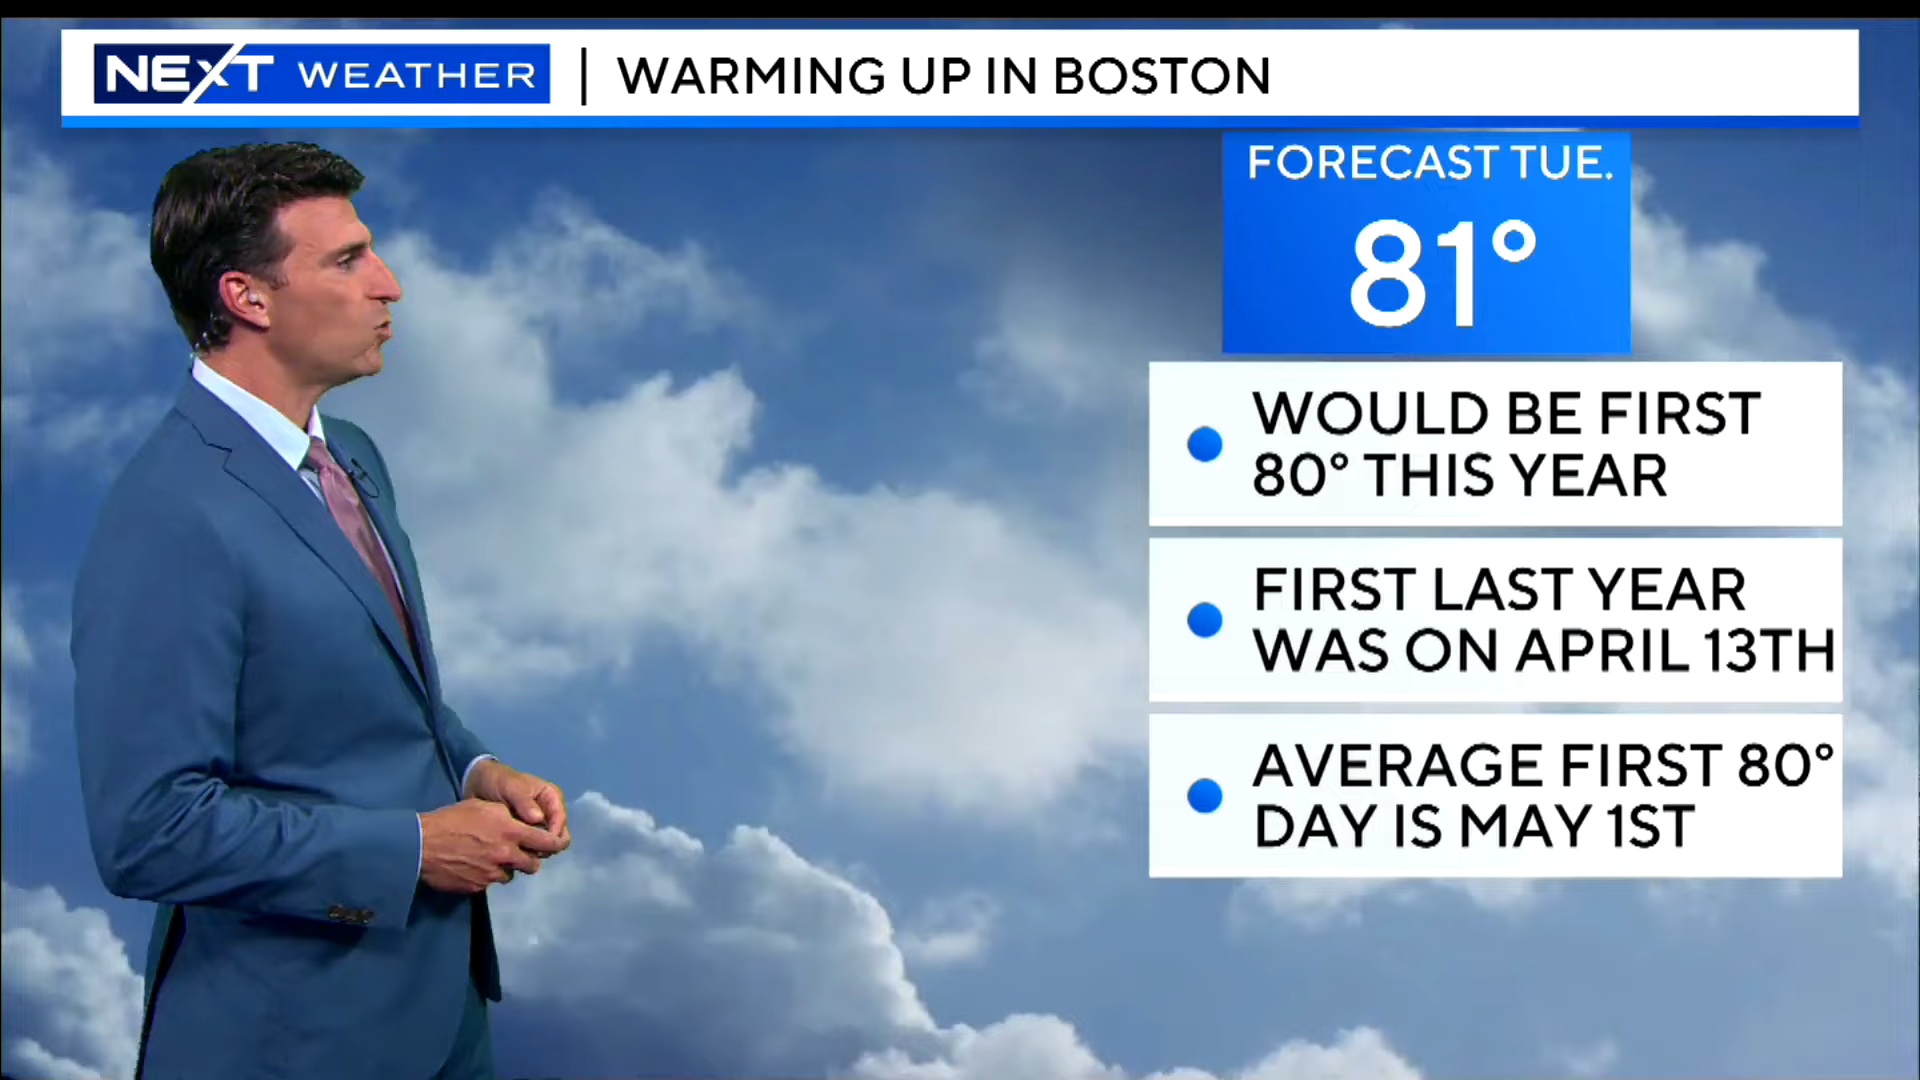 NEXT WEATHER | WARMING UP IN BOSTON
FORECAST TUE.
81°
WOULD BE FIRST
80° THIS YEAR
FIRST LAST YEAR
WAS ON APRIL 13TH
AVERAGE FIRST 80°
DAY IS MAY 1ST